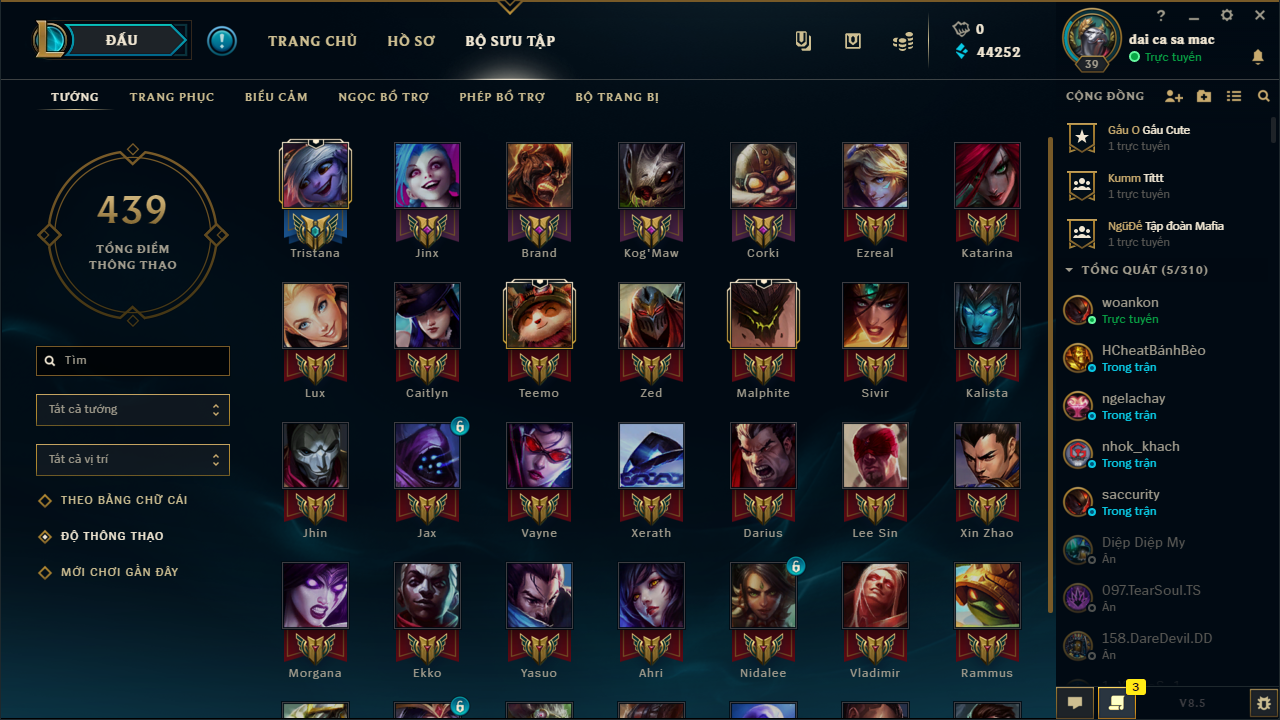 ĐẤU
TRANG CHỦ
HỒ SƠ
BỘ SƯU TẬP
0
44252
39
dai ca sa mac
Trực tuyến
TƯỚNG
TRANG PHỤC
BIỂU CẢM
NGỌC BỔ TRỢ
PHÉP BỔ TRỢ
BỘ TRANG BỊ
439
TỔNG ĐIỂM
THÔNG THẠO
Tìm
Tất cả tướng
Tất cả vị trí
THEO BẢNG CHỮ CÁI
ĐỘ THÔNG THẠO
MỚI CHƠI GẦN ĐÂY
Tristana
Jinx
Brand
Kog'Maw
Corki
Ezreal
Katarina
Lux
Caitlyn
Teemo
Zed
Malphite
Sivir
Kalista
6
Jhin
Jax
Vayne
Xerath
Darius
Lee Sin
Xin Zhao
6
Morgana
Ekko
Yasuo
Ahri
Nidalee
Vladimir
Rammus
6
CỘNG ĐỒNG
Gấu O Gấu Cute
1 trực tuyến
Kumm Títtt
1 trực tuyến
NgũĐế Tập đoàn Mafia
1 trực tuyến
TỔNG QUÁT (5/310)
woankon
Trực tuyến
HCheatBánhBèo
Trong trận
ngelachay
Trong trận
nhok_khach
Trong trận
saccurity
Trong trận
Diệp Diệp My
Ẩn
097.TearSoul.TS
Ẩn
158.DareDevil.DD
Ẩn
3
V8.5